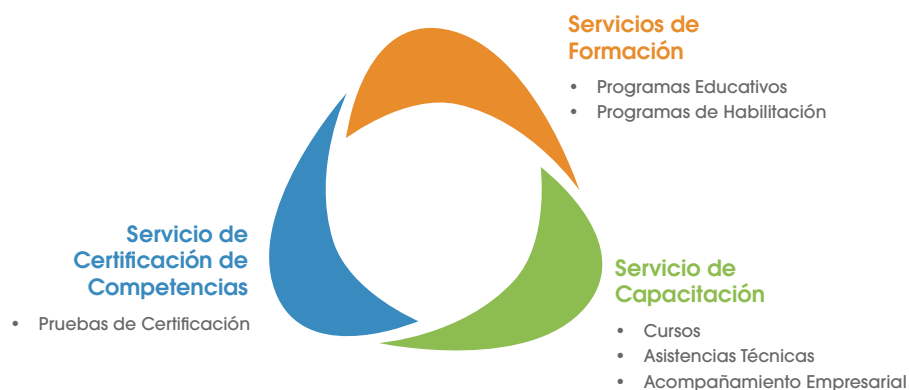 Servicios de
Formación
• Programas Educativos
• Programas de Habilitación
Servicio de
Certificación de
Competencias
• Pruebas de Certificación
Servicio de
Capacitación
• Cursos
• Asistencias Técnicas
• Acompañamiento Empresarial